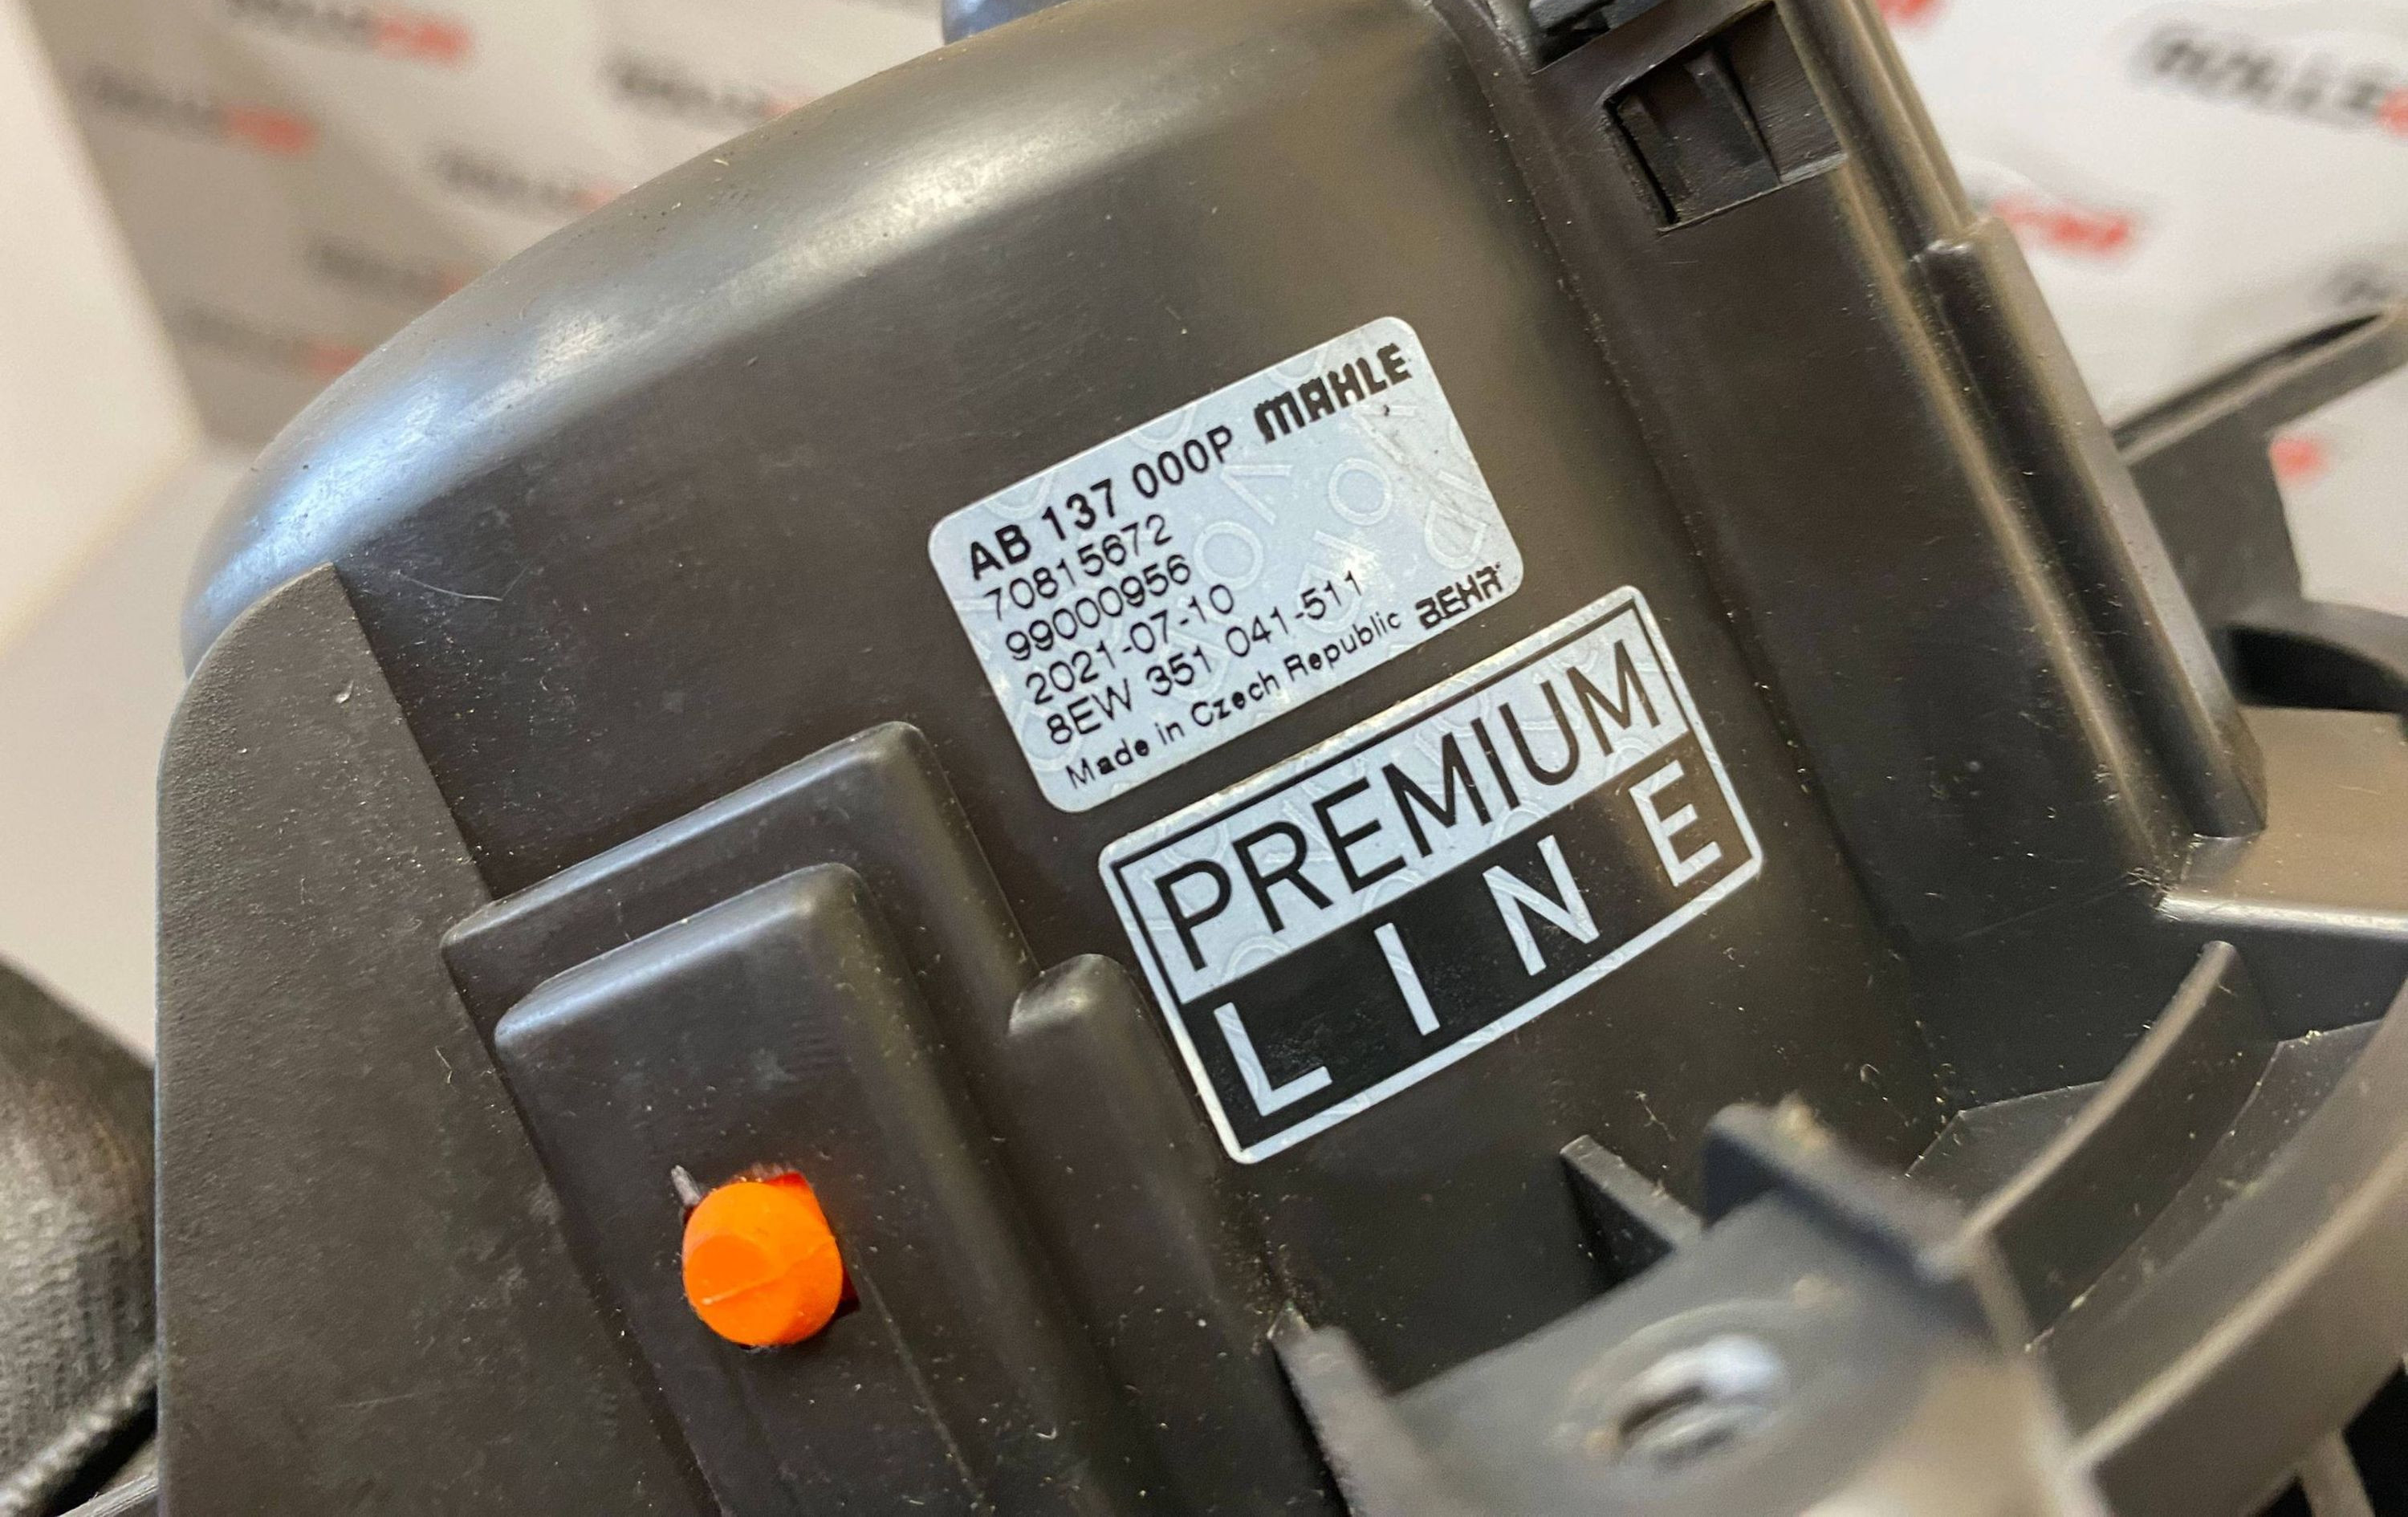 AB 137 000P MAHLE
70815672
99000956
2021-07-10
8EW 351 041-511
Made in Czech Republic BEHR
PREMIUM
LINE